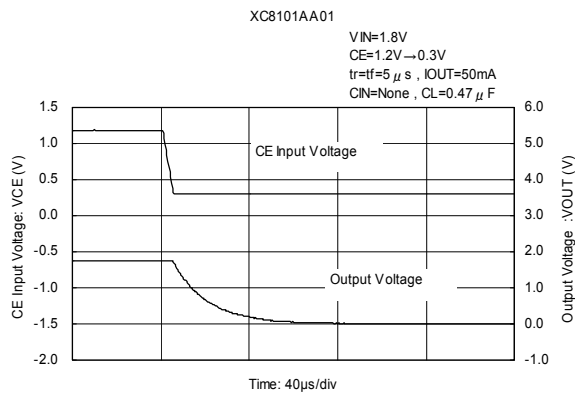 XC8101AA01
VIN=1.8V
CE=1.2V→0.3V
tr=tf=5μs , IOUT=50mA
CIN=None , CL=0.47μF
CE Input Voltage: VCE (V)
1.5
1.0
0.5
0.0
-0.5
-1.0
-1.5
-2.0
CE Input Voltage
Output Voltage
6.0
5.0
4.0
3.0
2.0
1.0
0.0
-1.0
Output Voltage :VOUT (V)
Time: 40μs/div